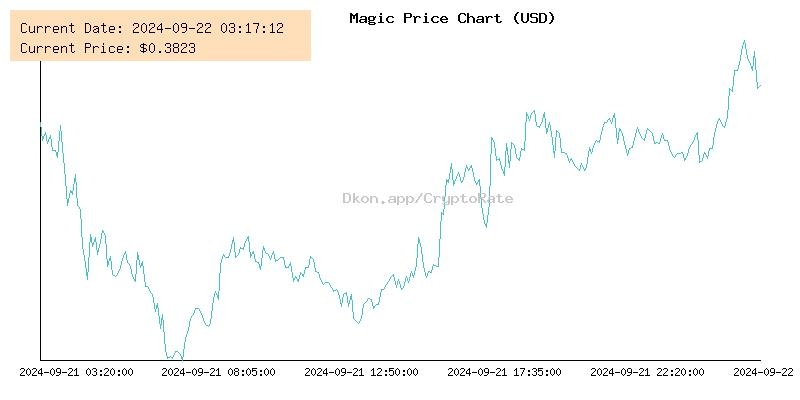 Magic Price Chart (USD)
Current Date: 2024-09-22 03:17:12
Current Price: $0.3823
Dkon.app/CryptoRate
2024-09-21 03:20:00 2024-09-21 08:05:00 2024-09-21 12:50:00 2024-09-21 17:35:00 2024-09-21 22:20:00 2024-09-22